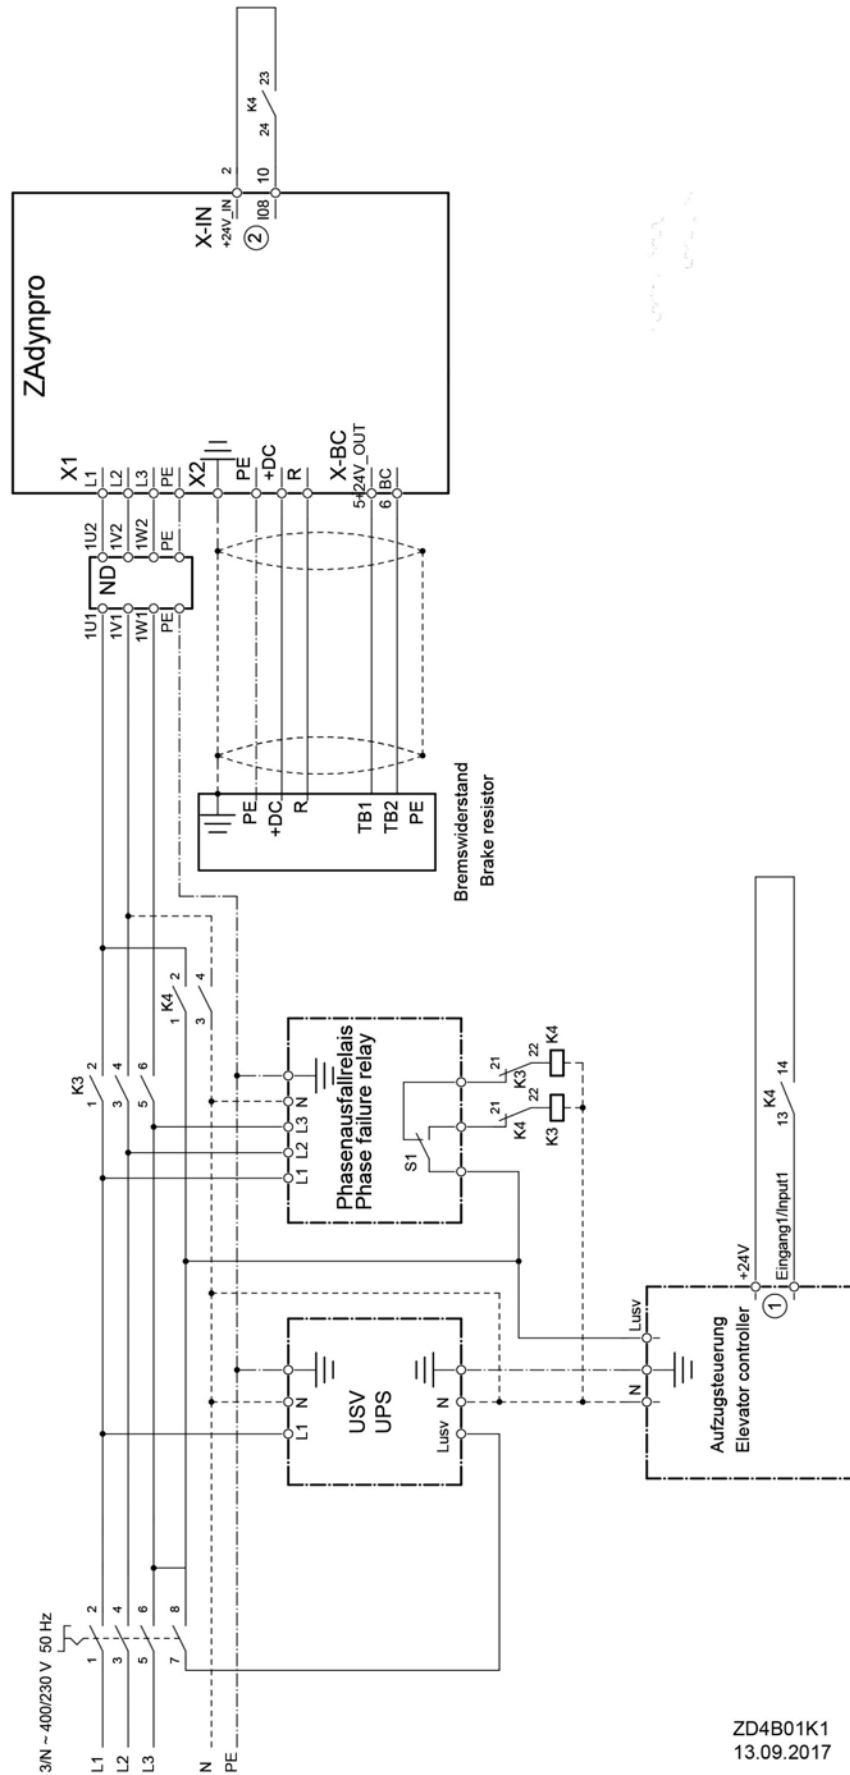 3/N ~ 400/230 V 50 Hz
L1
L2
L3
N
PE
1 2
3 4
5 6
7 8
K3
1 2
3 4
5 6
K4
1 2
3 4
1U1
1V1
1W1
PE
ND
1U2
1V2
1W2
PE
X1
L1
L2
L3
PE
X2
PE
+DC
R
X-BC
5 +24V_OUT
6 BC
ZAdynpro
X-IN
+24V_IN 2
② I08 10
24 K4 23
PE
+DC
R
TB1
TB2
PE
Bremswiderstand
Brake resistor
L1
L2
L3
N
Phasenausfallrelais
Phase failure relay
S1
21 K3 22 K4
21 K4 22 K3
L1
N
USV
UPS
Lusv
N
N
Lusv
Aufzugsteuerung
Elevator controller
+24V
① Eingang1/Input1
13 K4 14
ZD4B01K1
13.09.2017